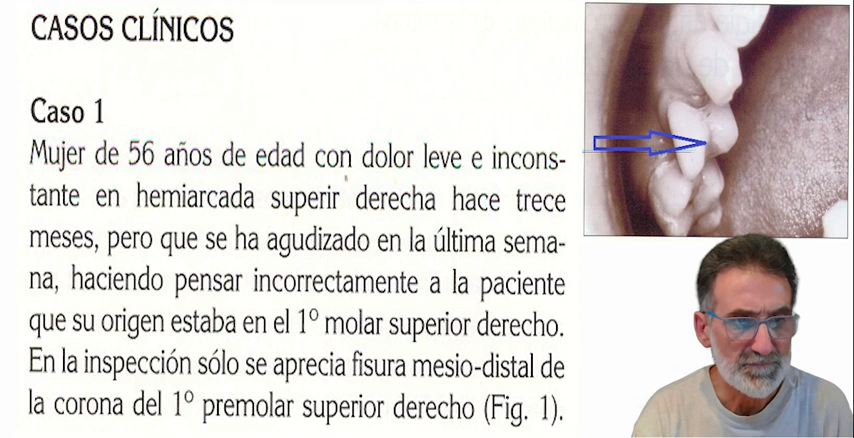 CASOS CLÍNICOS
Caso 1
Mujer de 56 años de edad con dolor leve e incons-
tante en hemiarcada superir derecha hace trece
meses, pero que se ha agudizado en la última sema-
na, haciendo pensar incorrectamente a la paciente
que su origen estaba en el 1º molar superior derecho.
En la inspección sólo se aprecia fisura mesio-distal de
la corona del 1º premolar superior derecho (Fig. 1).